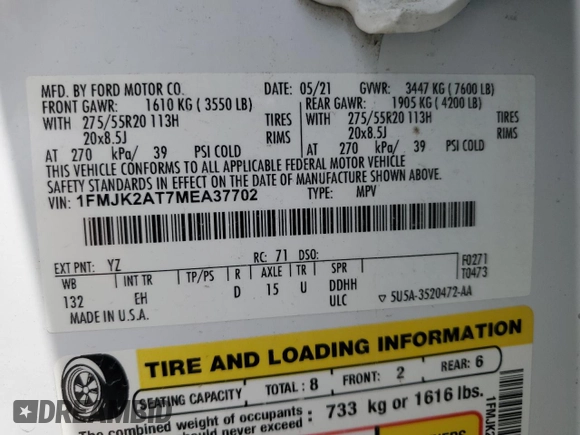 MFD. BY FORD MOTOR CO. DATE: 05/21 GVWR: 3447 KG ( 7600 LB)
FRONT GAWR: 1610 KG ( 3550 LB) REAR GAWR: 1905 KG ( 4200 LB)
WITH 275/55R20 113H TIRES WITH 275/55R20 113H TIRES
20x8.5J RIMS 20x8.5J RIMS
AT 270 kPa/ 39 PSI COLD AT 270 kPa/ 39 PSI COLD
THIS VEHICLE CONFORMS TO ALL APPLICABLE FEDERAL MOTOR VEHICLE
SAFETY STANDARDS IN EFFECT ON THE DATE OF MANUFACTURE SHOWN ABOVE.
VIN: 1FMJK2AT7MEA37702 TYPE: MPV
EXT PNT: YZ RC: 71 DSO: F0271
WB INT TR TP/PS R AXLE TR SPR T0473
132 EH D 15 U DDHH
MADE IN U.S.A. ULC ▽ 5U5A-3520472-AA
TIRE AND LOADING INFORMATION
SEATING CAPACITY TOTAL: 8 FRONT: 2 REAR: 6
The combined weight of occupants
should never exceed : 733 kg or 1616 lbs.
1FMJK
DREAMBID